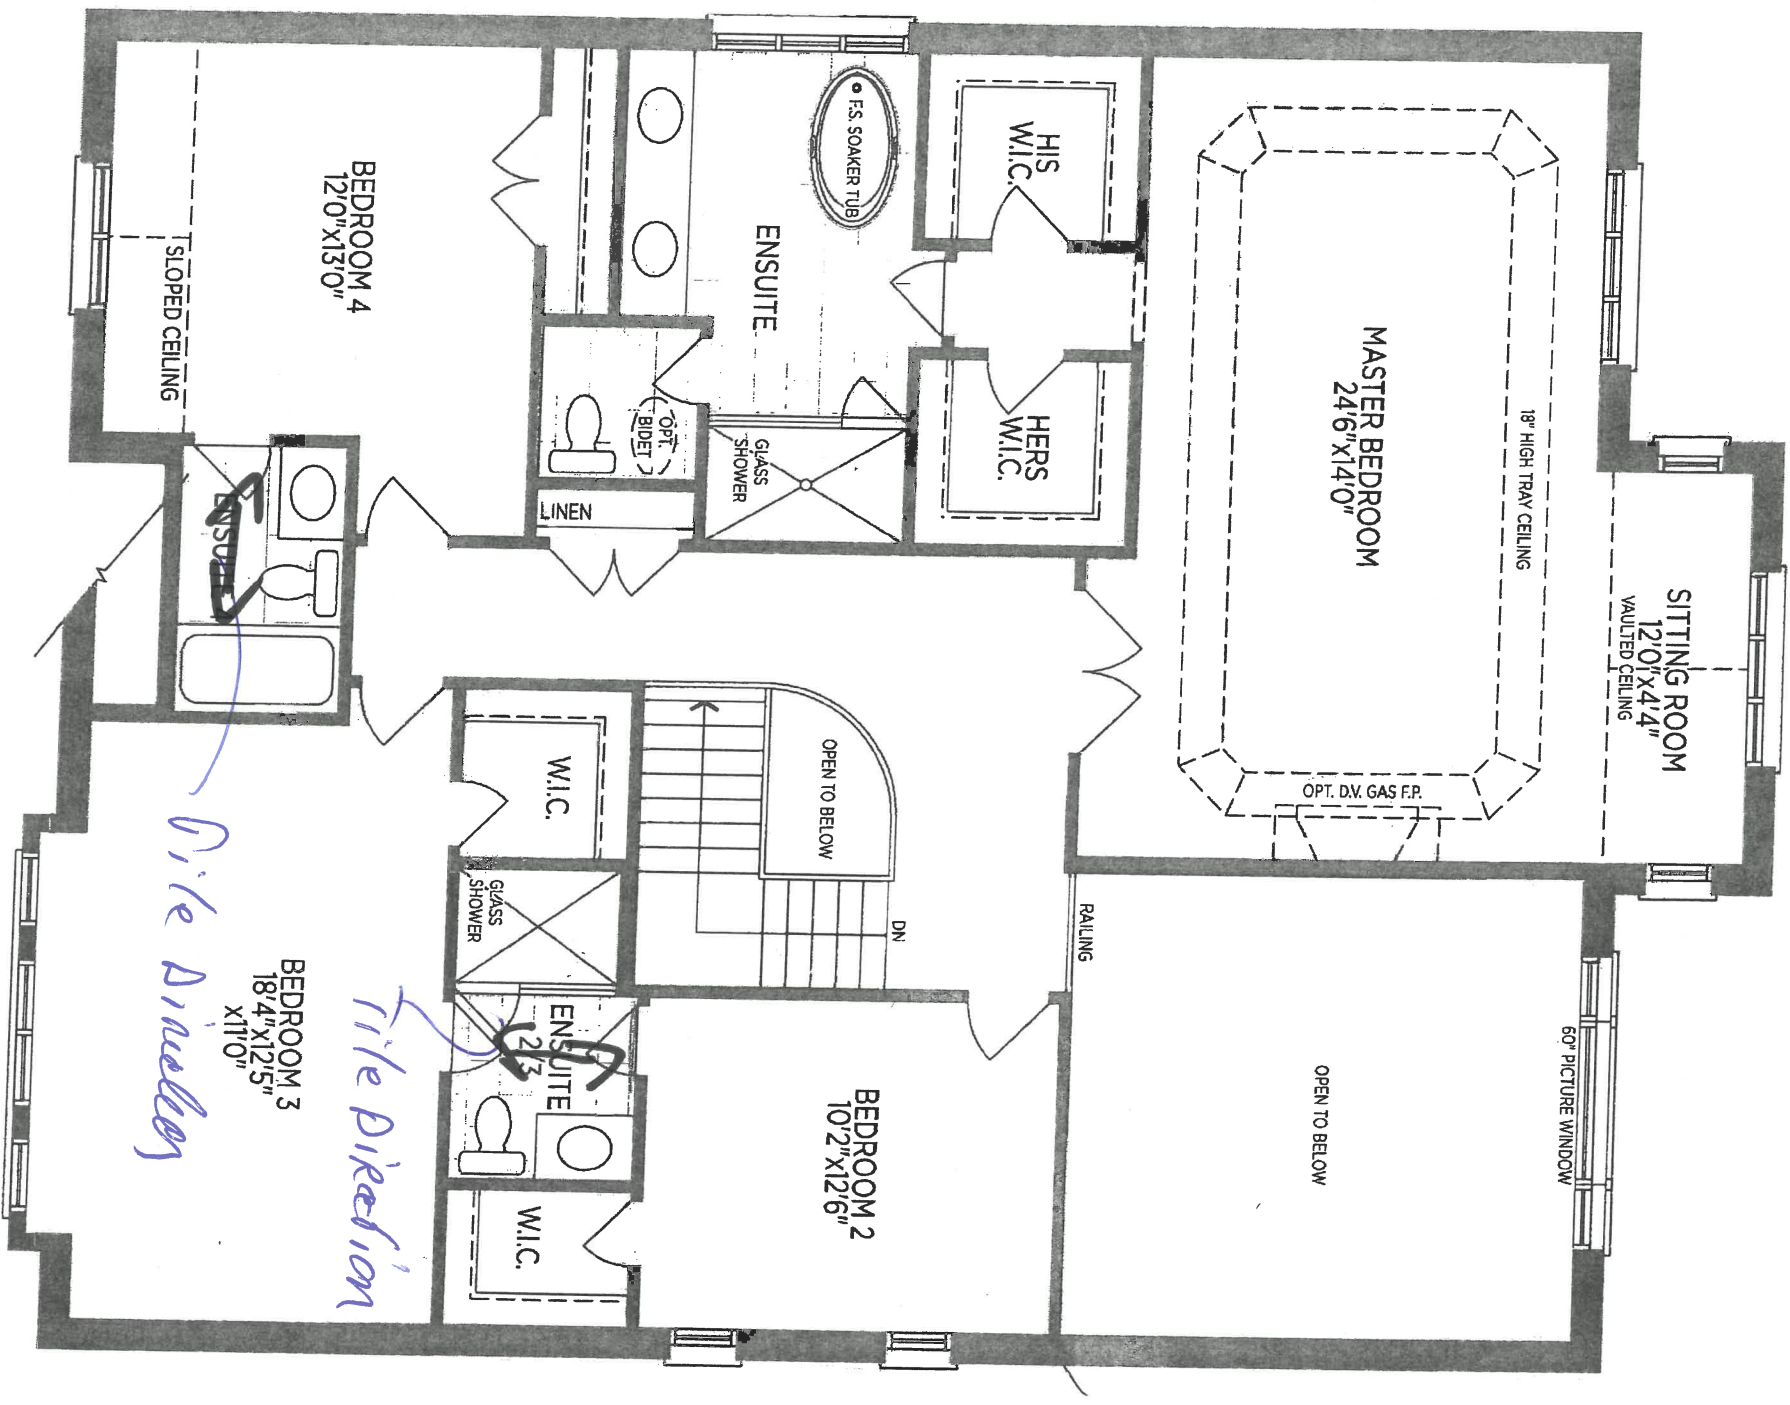 SITTING ROOM
12'0"x4'4"
VAULTED CEILING
18" HIGH TRAY CEILING
MASTER BEDROOM
24'6"x14'0"
OPT. D.V. GAS F.P.
60" PICTURE WINDOW
OPEN TO BELOW
RAILING
HIS
W.I.C.
HERS
W.I.C.
F.S. SOAKER TUB
ENSUITE
GLASS
SHOWER
OPT.
BIDET
LINEN
OPEN TO BELOW
DN
BEDROOM 2
10'2"x12'6"
W.I.C.
GLASS
SHOWER
ENSUITE
2/3
W.I.C.
BEDROOM 4
12'0"x13'0"
SLOPED CEILING
ENSUITE
BEDROOM 3
18'4"x12'5"
x11'0"
Tile Direction
Tile Direction